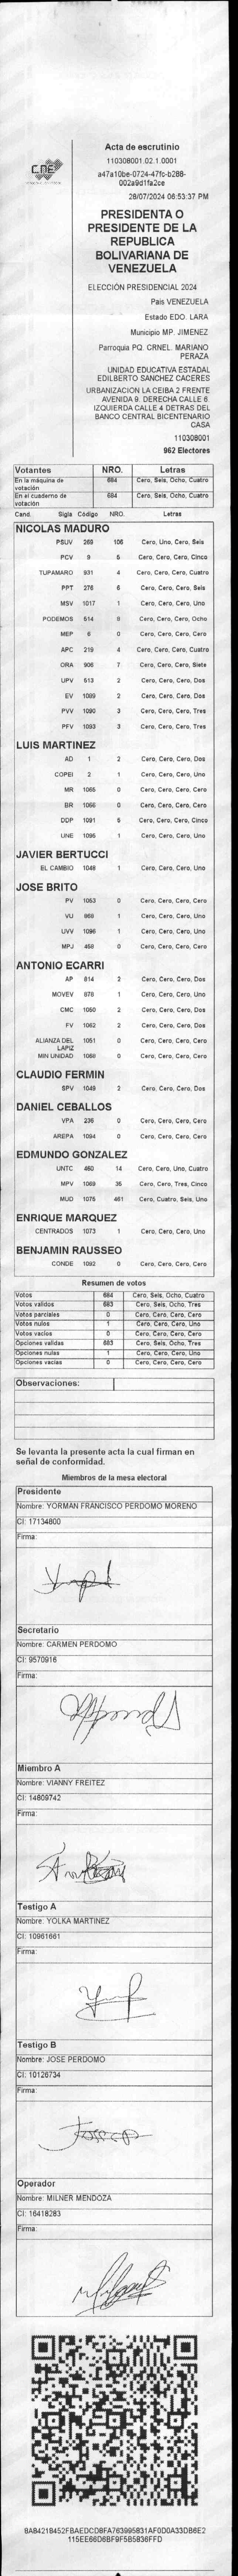 CNE
Acta de escrutinio
110308001.02.1.0001
a47a10be-0724-47fc-b288-
002a9d1fa2ce
28/07/2024 06:53:37 PM
PRESIDENTA O
PRESIDENTE DE LA
REPUBLICA
BOLIVARIANA DE
VENEZUELA
ELECCIÓN PRESIDENCIAL 2024
País VENEZUELA
Estado EDO. LARA
Municipio MP. JIMENEZ
Parroquia PQ. CRNEL. MARIANO
PERAZA
UNIDAD EDUCATIVA ESTADAL
EDILBERTO SANCHEZ CACERES
URBANIZACION LA CEIBA 2 FRENTE
AVENIDA 9. DERECHA CALLE 6.
IZQUIERDA CALLE 4 DETRAS DEL
BANCO CENTRAL BICENTENARIO
CASA
110308001
962 Electores
Votantes NRO. Letras
En la máquina de votación 684 Cero, Seis, Ocho, Cuatro
En el cuaderno de votación 684 Cero, Seis, Ocho, Cuatro
Cand. Sigla Código NRO. Letras
NICOLAS MADURO
PSUV 269 106 Cero, Uno, Cero, Seis
PCV 9 5 Cero, Cero, Cero, Cinco
TUPAMARO 931 4 Cero, Cero, Cero, Cuatro
PPT 276 6 Cero, Cero, Cero, Seis
MSV 1017 1 Cero, Cero, Cero, Uno
PODEMOS 514 8 Cero, Cero, Cero, Ocho
MEP 6 0 Cero, Cero, Cero, Cero
APC 219 4 Cero, Cero, Cero, Cuatro
ORA 906 7 Cero, Cero, Cero, Siete
UPV 513 2 Cero, Cero, Cero, Dos
EV 1089 2 Cero, Cero, Cero, Dos
PVV 1090 3 Cero, Cero, Cero, Tres
PFV 1093 3 Cero, Cero, Cero, Tres
LUIS MARTINEZ
AD 1 2 Cero, Cero, Cero, Dos
COPEI 2 1 Cero, Cero, Cero, Uno
MR 1065 0 Cero, Cero, Cero, Cero
BR 1066 0 Cero, Cero, Cero, Cero
DDP 1091 5 Cero, Cero, Cero, Cinco
UNE 1095 1 Cero, Cero, Cero, Uno
JAVIER BERTUCCI
EL CAMBIO 1048 1 Cero, Cero, Cero, Uno
JOSE BRITO
PV 1053 0 Cero, Cero, Cero, Cero
VU 869 1 Cero, Cero, Cero, Uno
UVV 1096 1 Cero, Cero, Cero, Uno
MPJ 458 0 Cero, Cero, Cero, Cero
ANTONIO ECARRI
AP 814 2 Cero, Cero, Cero, Dos
MOVEV 878 1 Cero, Cero, Cero, Uno
CMC 1050 2 Cero, Cero, Cero, Dos
FV 1062 2 Cero, Cero, Cero, Dos
ALIANZA DEL LAPIZ 1051 0 Cero, Cero, Cero, Cero
MIN UNIDAD 1088 0 Cero, Cero, Cero, Cero
CLAUDIO FERMIN
SPV 1049 2 Cero, Cero, Cero, Dos
DANIEL CEBALLOS
VPA 236 0 Cero, Cero, Cero, Cero
AREPA 1094 0 Cero, Cero, Cero, Cero
EDMUNDO GONZALEZ
UNTC 460 14 Cero, Cero, Uno, Cuatro
MPV 1069 35 Cero, Cero, Tres, Cinco
MUD 1075 461 Cero, Cuatro, Seis, Uno
ENRIQUE MARQUEZ
CENTRADOS 1073 1 Cero, Cero, Cero, Uno
BENJAMIN RAUSSEO
CONDE 1092 0 Cero, Cero, Cero, Cero
Resumen de votos
Votos 684 Cero, Seis, Ocho, Cuatro
Votos validos 683 Cero, Seis, Ocho, Tres
Votos parciales 0 Cero, Cero, Cero, Cero
Votos nulos 1 Cero, Cero, Cero, Uno
Votos vacíos 0 Cero, Cero, Cero, Cero
Opciones validas 683 Cero, Seis, Ocho, Tres
Opciones nulas 1 Cero, Cero, Cero, Uno
Opciones vacias 0 Cero, Cero, Cero, Cero
Observaciones:
Se levanta la presente acta la cual firman en
señal de conformidad.
Miembros de la mesa electoral
Presidente
Nombre: YORMAN FRANCISCO PERDOMO MORENO
CI: 17134800
Firma:
Secretario
Nombre: CARMEN PERDOMO
CI: 9570916
Firma:
Miembro A
Nombre: VIANNY FREITEZ
CI: 14809742
Firma:
Testigo A
Nombre: YOLKA MARTINEZ
CI: 10961661
Firma:
Testigo B
Nombre: JOSE PERDOMO
CI: 10126734
Firma:
Operador
Nombre: MILNER MENDOZA
CI: 16418283
Firma:
8AB421B452FBAEDCD8FA763995831AF0D0A33DB6E2
115EE66D6BF9F5B5836FFD